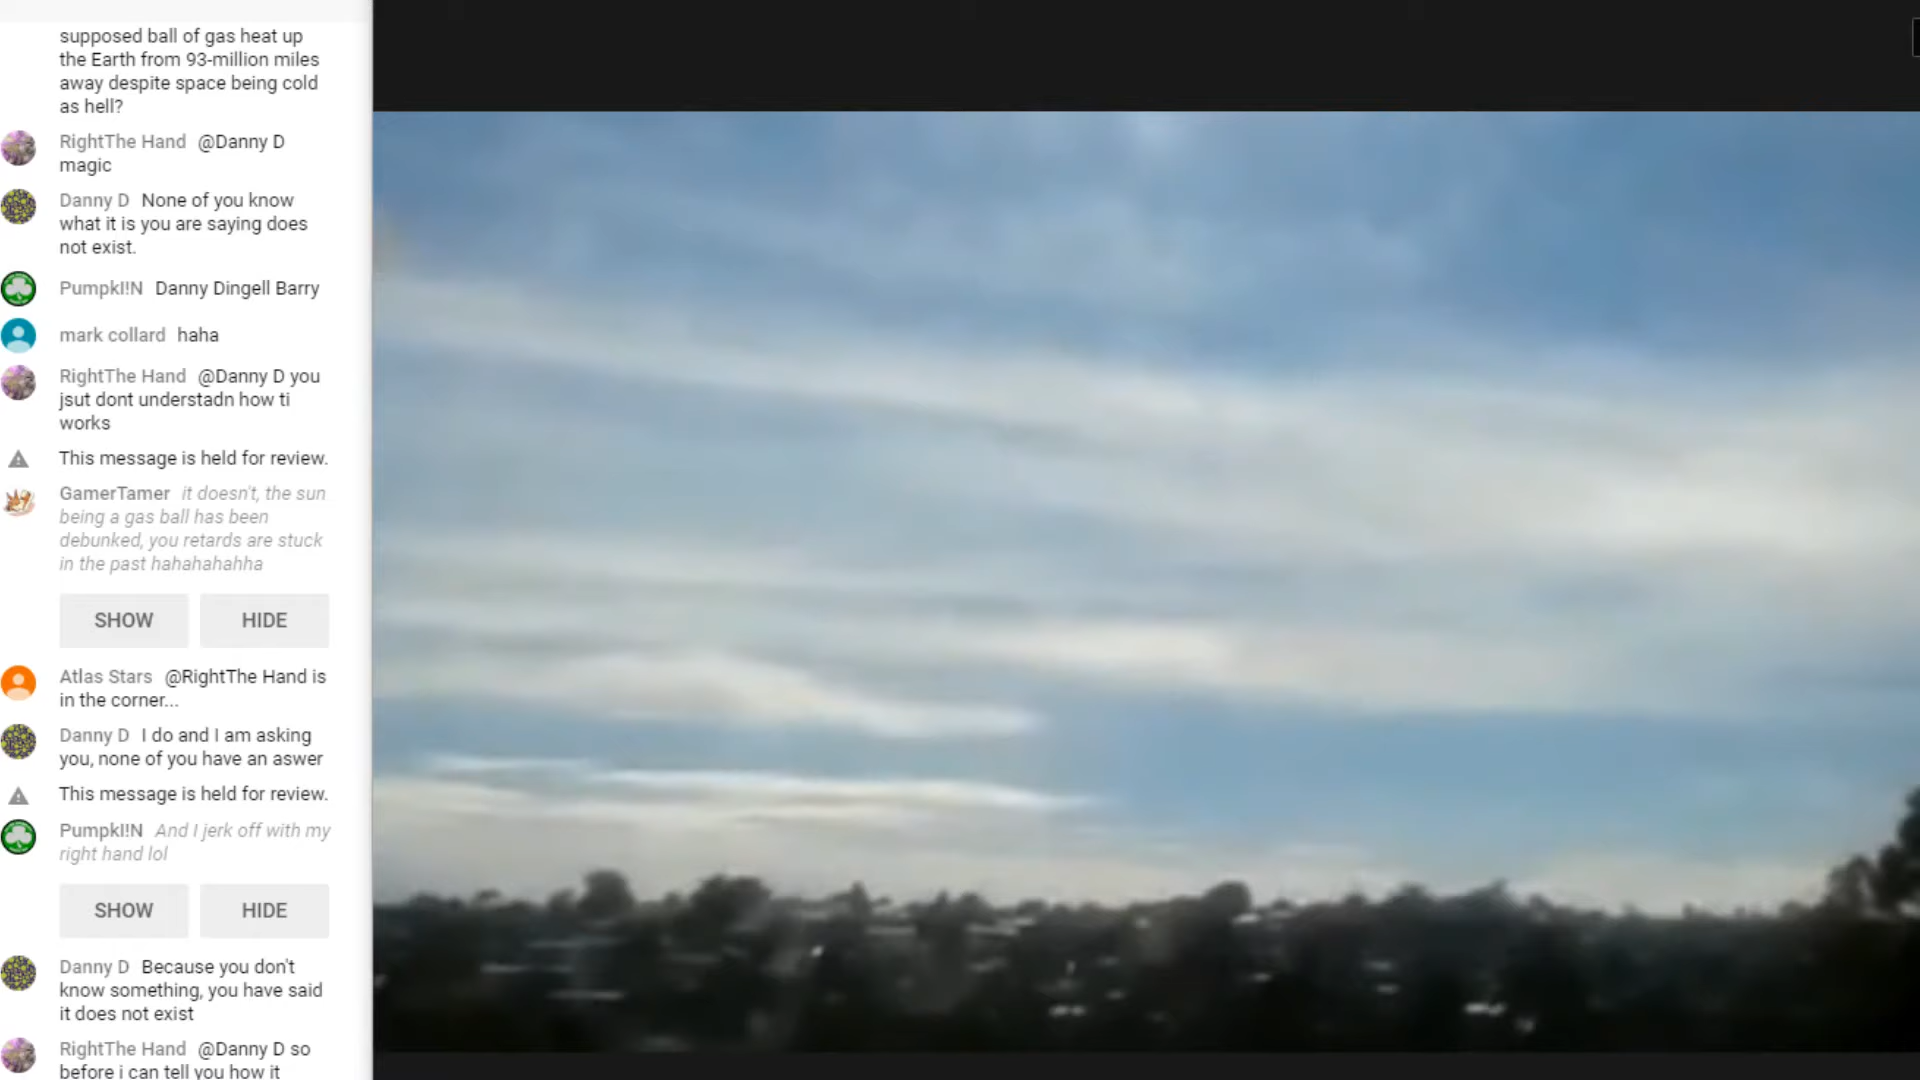 supposed ball of gas heat up
the Earth from 93-million miles
away despite space being cold
as hell?
RightThe Hand @Danny D
magic
Danny D None of you know
what it is you are saying does
not exist.
PumpkI!N Danny Dingell Barry
mark collard haha
RightThe Hand @Danny D you
jsut dont understadn how ti
works
This message is held for review.
GamerTamer it doesn't, the sun
being a gas ball has been
debunked, you retards are stuck
in the past hahahahahha
SHOW HIDE
Atlas Stars @RightThe Hand is
in the corner...
Danny D I do and I am asking
you, none of you have an aswer
This message is held for review.
PumpkI!N And I jerk off with my
right hand lol
SHOW HIDE
Danny D Because you don't
know something, you have said
it does not exist
RightThe Hand @Danny D so
before i can tell you how it